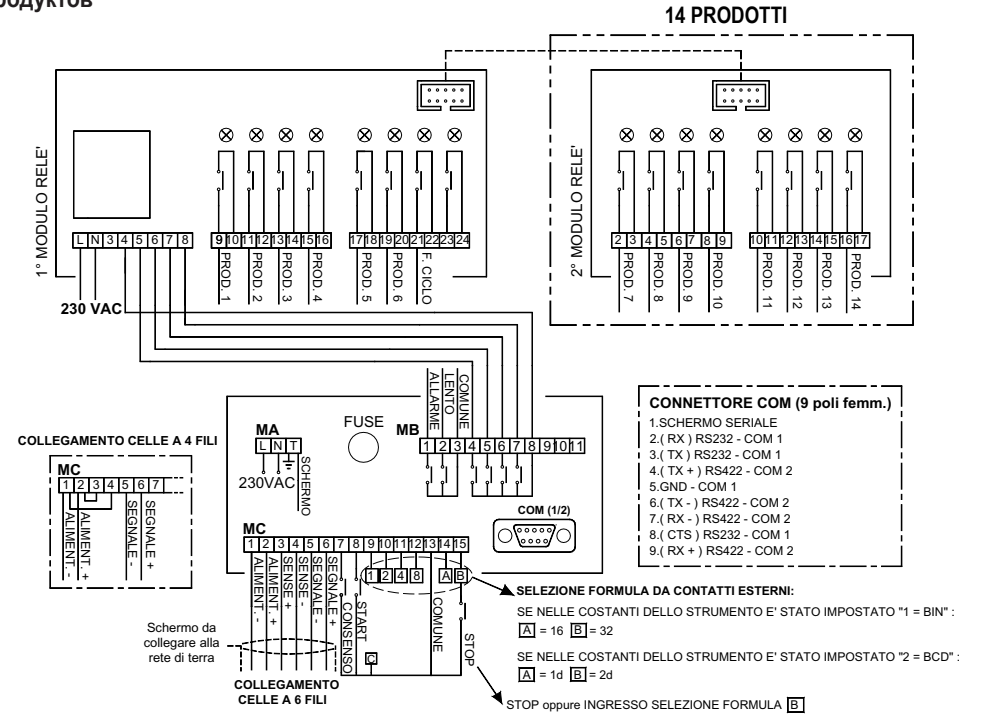 родуктов
14 PRODOTTI
1° MODULO RELE'
L N 3 4 5 6 7 8
9 10 11 12 13 14 15 16
17 18 19 20 21 22 23 24
230 VAC
PROD. 1
PROD. 2
PROD. 3
PROD. 4
PROD. 5
PROD. 6
F. CICLO
2° MODULO RELE'
2 3 4 5 6 7 8 9
10 11 12 13 14 15 16 17
PROD. 7
PROD. 8
PROD. 9
PROD. 10
PROD. 11
PROD. 12
PROD. 13
PROD. 14
COLLEGAMENTO CELLE A 4 FILI
MC
1 2 3 4 5 6 7
ALIMENT. -
ALIMENT. +
SEGNALE -
SEGNALE +
MA
L N T
230VAC
SCHERMO
FUSE
MB
ALLARME
LENTO
COMUNE
1 2 3 4 5 6 7 8 9 10 11
COM (1/2)
MC
1 2 3 4 5 6 7 8 9 10 11 12 13 14 15
1 2 4 8 A B
ALIMENT. -
ALIMENT. +
SENSE +
SENSE -
SEGNALE -
SEGNALE +
CONSENSO
START
C
COMUNE
STOP
Schermo da
collegare alla
rete di terra
COLLEGAMENTO
CELLE A 6 FILI
CONNETTORE COM (9 poli femm.)
1.SCHERMO SERIALE
2.( RX ) RS232 - COM 1
3.( TX ) RS232 - COM 1
4.( TX + ) RS422 - COM 2
5.GND - COM 1
6.( TX - ) RS422 - COM 2
7.( RX - ) RS422 - COM 2
8.( CTS ) RS232 - COM 1
9.( RX + ) RS422 - COM 2
SELEZIONE FORMULA DA CONTATTI ESTERNI:
SE NELLE COSTANTI DELLO STRUMENTO E' STATO IMPOSTATO "1 = BIN" :
A = 16 B = 32
SE NELLE COSTANTI DELLO STRUMENTO E' STATO IMPOSTATO "2 = BCD" :
A = 1d B = 2d
STOP oppure INGRESSO SELEZIONE FORMULA B